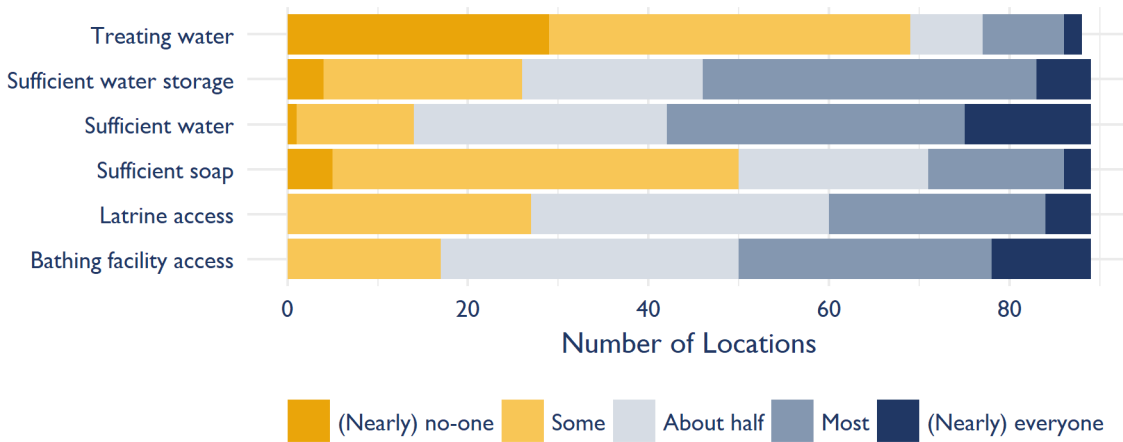 Treating water
Sufficient water storage
Sufficient water
Sufficient soap
Latrine access
Bathing facility access
0 20 40 60 80
Number of Locations
(Nearly) no-one Some About half Most (Nearly) everyone